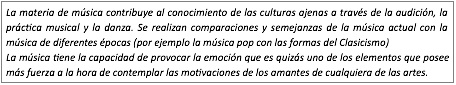 La materia de música contribuye al conocimiento de las culturas ajenas a través de la audición, la
práctica musical y la danza. Se realizan comparaciones y semejanzas de la música actual con la
música de diferentes épocas (por ejemplo la música pop con las formas del Clasicismo)
La música tiene la capacidad de provocar la emoción que es quizás uno de los elementos que posee
más fuerza a la hora de contemplar las motivaciones de los amantes de cualquiera de las artes.